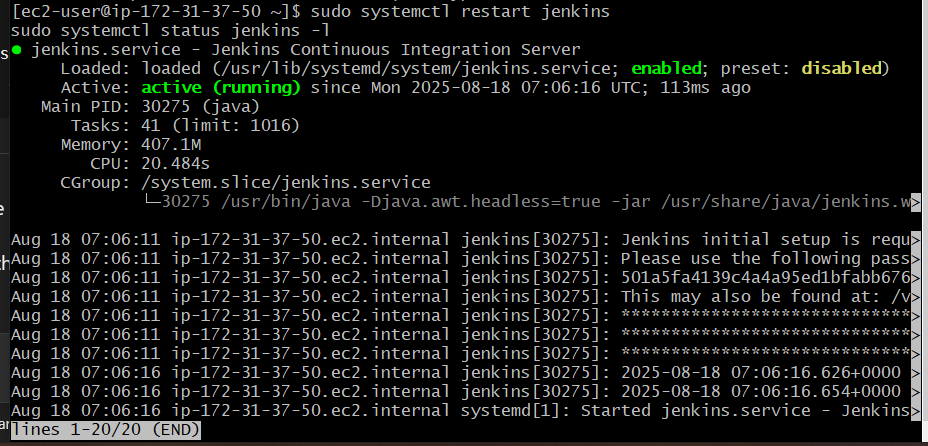 [ec2-user@ip-172-31-37-50 ~]$ sudo systemctl restart jenkins
sudo systemctl status jenkins -l
● jenkins.service - Jenkins Continuous Integration Server
Loaded: loaded (/usr/lib/systemd/system/jenkins.service; enabled; preset: disabled)
Active: active (running) since Mon 2025-08-18 07:06:16 UTC; 113ms ago
Main PID: 30275 (java)
Tasks: 41 (limit: 1016)
Memory: 407.1M
CPU: 20.484s
CGroup: /system.slice/jenkins.service
└─30275 /usr/bin/java -Djava.awt.headless=true -jar /usr/share/java/jenkins.w>
Aug 18 07:06:11 ip-172-31-37-50.ec2.internal jenkins[30275]: Jenkins initial setup is requ>
Aug 18 07:06:11 ip-172-31-37-50.ec2.internal jenkins[30275]: Please use the following pass>
Aug 18 07:06:11 ip-172-31-37-50.ec2.internal jenkins[30275]: 501a5fa4139c4a4a95ed1bfabb676>
Aug 18 07:06:11 ip-172-31-37-50.ec2.internal jenkins[30275]: This may also be found at: /v>
Aug 18 07:06:11 ip-172-31-37-50.ec2.internal jenkins[30275]: *****************************>
Aug 18 07:06:11 ip-172-31-37-50.ec2.internal jenkins[30275]: *****************************>
Aug 18 07:06:11 ip-172-31-37-50.ec2.internal jenkins[30275]: *****************************>
Aug 18 07:06:16 ip-172-31-37-50.ec2.internal jenkins[30275]: 2025-08-18 07:06:16.626+0000 >
Aug 18 07:06:16 ip-172-31-37-50.ec2.internal jenkins[30275]: 2025-08-18 07:06:16.654+0000 >
Aug 18 07:06:16 ip-172-31-37-50.ec2.internal systemd[1]: Started jenkins.service - Jenkins>
lines 1-20/20 (END)